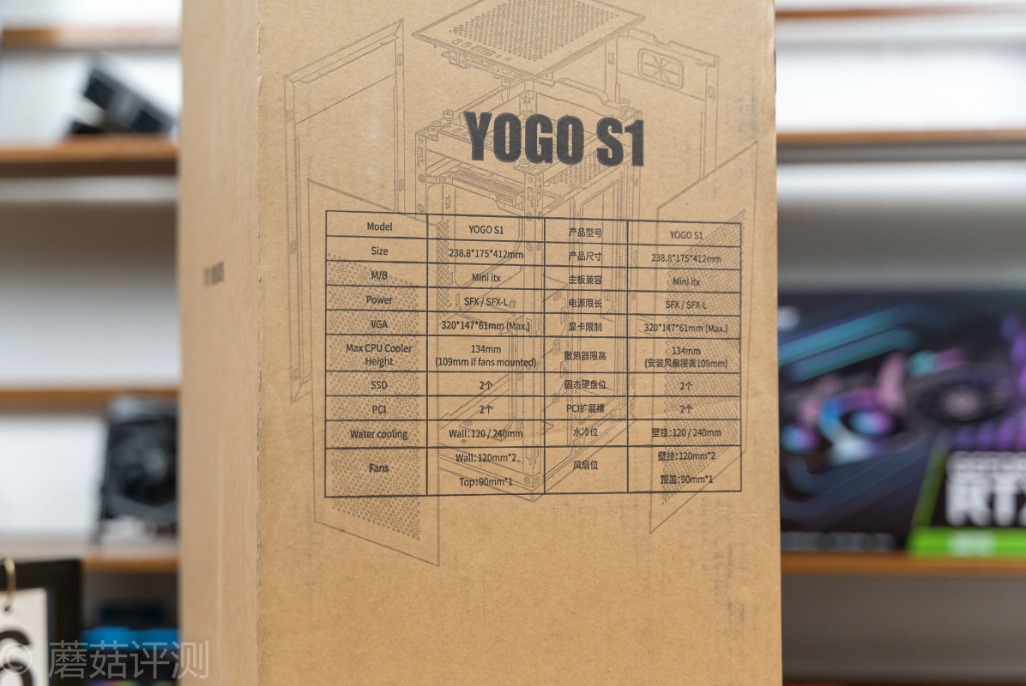 YOGO S1
Model YOGO S1 产品型号 YOGO S1
Size 238.8*175*412mm 产品尺寸 238.8*175*412mm
M/B Mini itx 主板兼容 Mini itx
Power SFX / SFX-L 电源限长 SFX / SFX-L
VGA 320*147*61mm (Max.) 显卡限制 320*147*61mm (Max.)
Max CPU Cooler Height 134mm (109mm if fans mounted) 散热器限高 134mm (安装风扇限高109mm)
SSD 2个 固态硬盘位 2个
PCI 2个 PCI扩展槽 2个
Water cooling Wall:120 / 240mm 水冷位 壁挂:120 / 240mm
Fans Wall:120mm*2 风扇位 壁挂:120mm*2
Top:90mm*1 顶盖:90mm*1
GEFORCE
RTX
蘑菇评测